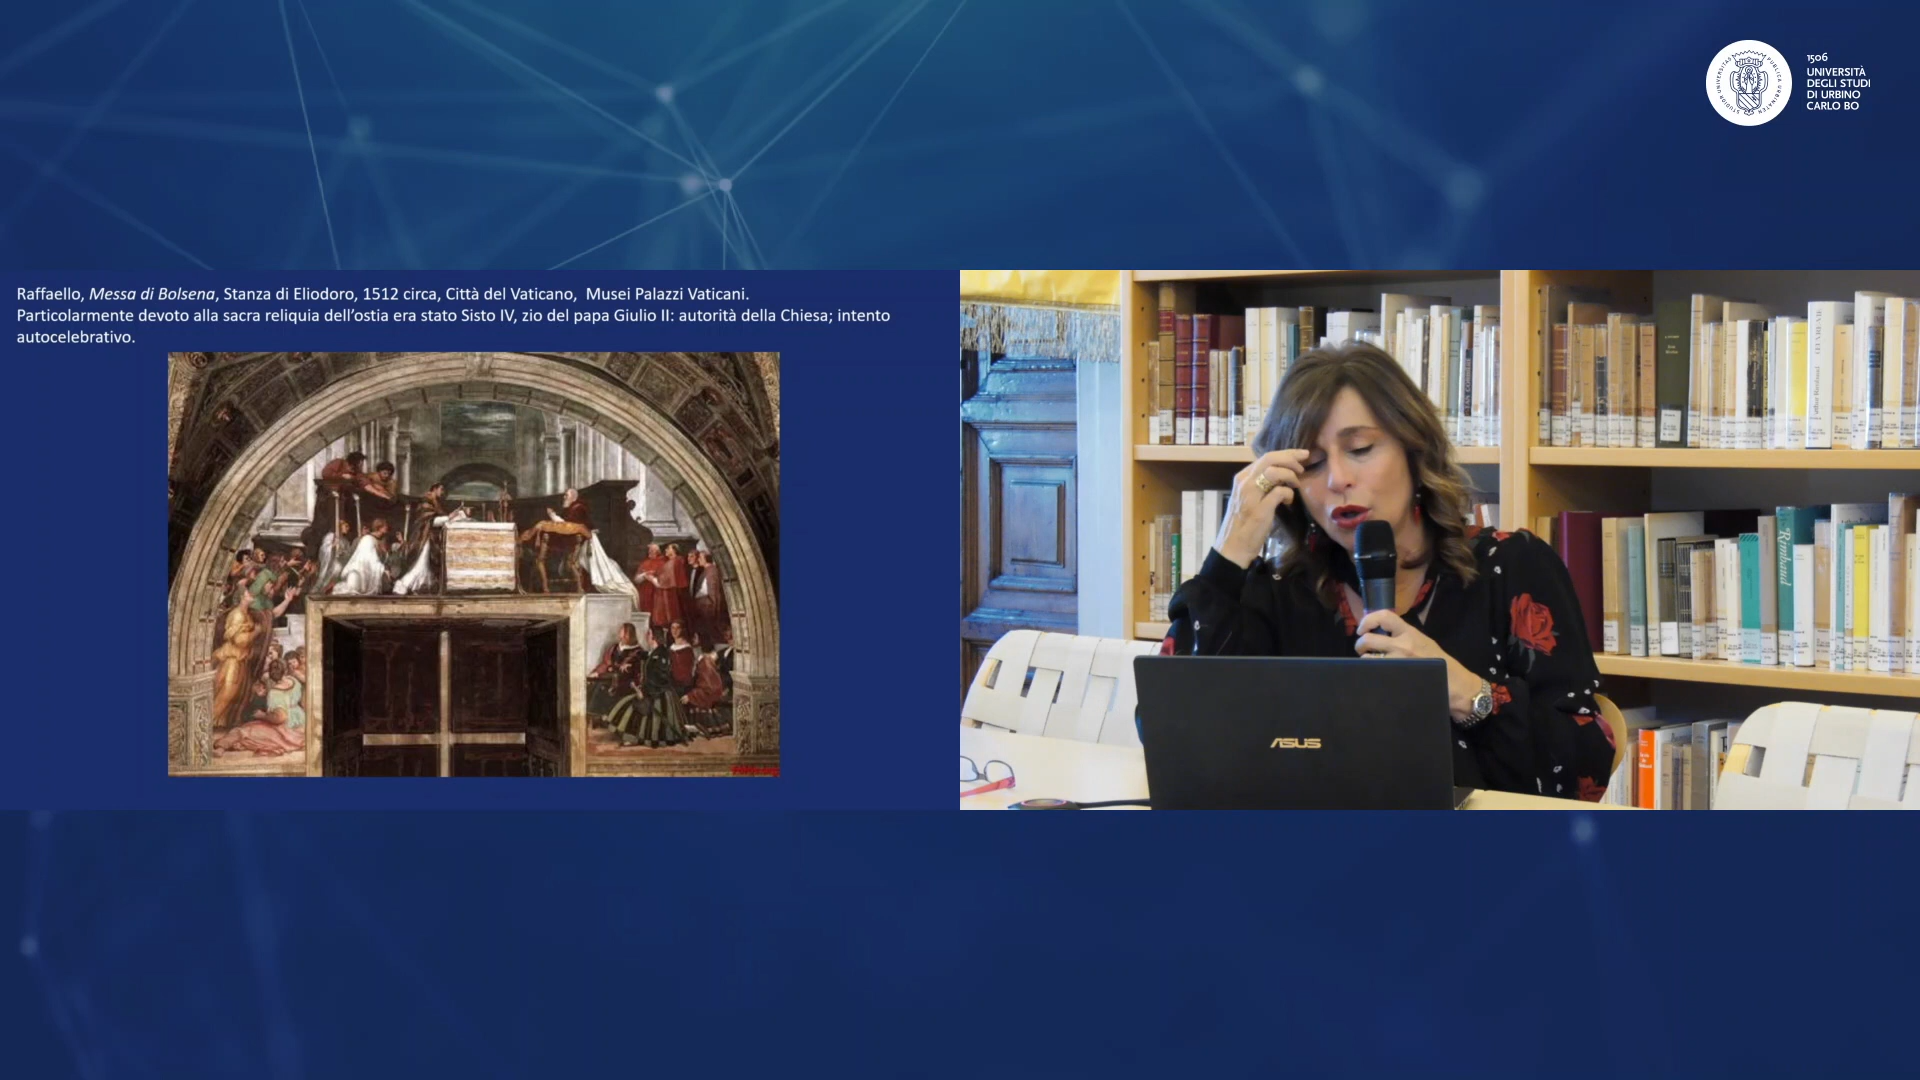 1506
UNIVERSITÀ
DEGLI STUDI
DI URBINO
CARLO BO
Raffaello, Messa di Bolsena, Stanza di Eliodoro, 1512 circa, Città del Vaticano, Musei Palazzi Vaticani.
Particolarmente devoto alla sacra reliquia dell'ostia era stato Sisto IV, zio del papa Giulio II: autorità della Chiesa; intento
autocelebrativo.
Rimbaud
ASUS